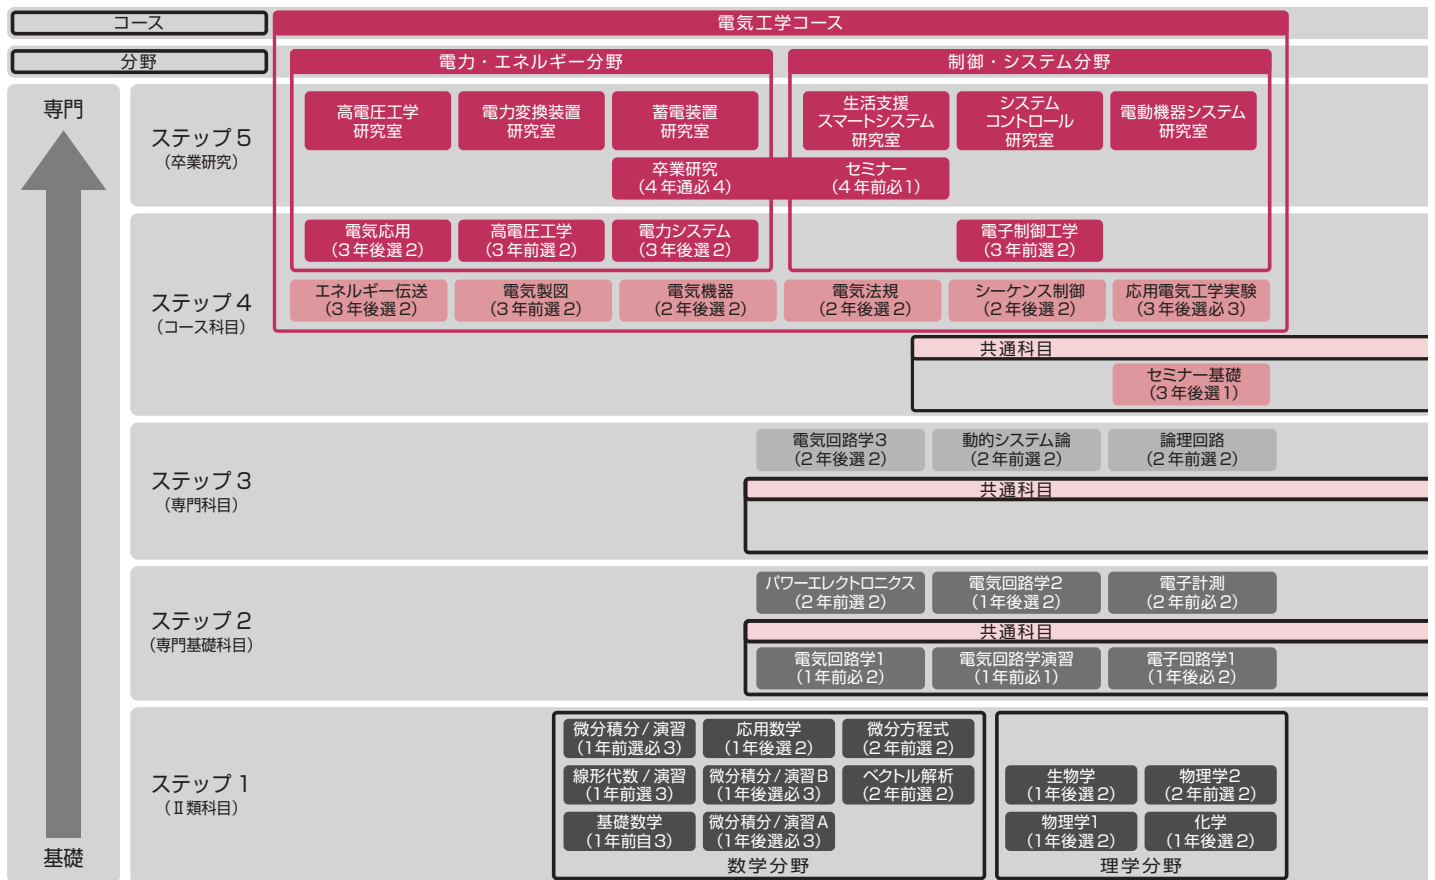 コース
電気工学コース
分野
電力・エネルギー分野
制御・システム分野
専門
ステップ5
(卒業研究)
高電圧工学
研究室
電力変換装置
研究室
蓄電装置
研究室
生活支援
スマートシステム
研究室
システム
コントロール
研究室
電動機器システム
研究室
卒業研究
(4年通必4)
セミナー
(4年前必1)
ステップ4
(コース科目)
電気応用
(3年後選2)
高電圧工学
(3年前選2)
電力システム
(3年後選2)
電子制御工学
(3年前選2)
エネルギー伝送
(3年後選2)
電気製図
(3年前選2)
電気機器
(2年後選2)
電気法規
(2年後選2)
シーケンス制御
(2年後選2)
応用電気工学実験
(3年後選必3)
共通科目
セミナー基礎
(3年後選1)
ステップ3
(専門科目)
電気回路学3
(2年後選2)
動的システム論
(2年前選2)
論理回路
(2年前選2)
共通科目
ステップ2
(専門基礎科目)
パワーエレクトロニクス
(2年前選2)
電気回路学2
(1年後選2)
電子計測
(2年前必2)
共通科目
電気回路学1
(1年前必2)
電気回路学演習
(1年前必1)
電子回路学1
(1年後必2)
ステップ1
(Ⅱ類科目)
微分積分/演習
(1年前選必3)
応用数学
(1年後選2)
微分方程式
(2年前選2)
線形代数/演習
(1年前選3)
微分積分/演習B
(1年後選必3)
ベクトル解析
(2年前選2)
基礎数学
(1年前自3)
微分積分/演習A
(1年後選必3)
数学分野
生物学
(1年後選2)
物理学2
(2年前選2)
物理学1
(1年後選2)
化学
(1年後選2)
理学分野
基礎